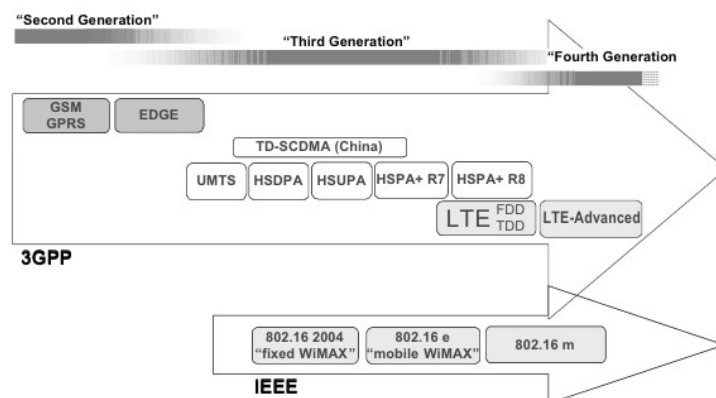 “Second Generation”
“Third Generation”
“Fourth Generation
GSM
GPRS
EDGE
TD-SCDMA (China)
UMTS
HSDPA
HSUPA
HSPA+ R7
HSPA+ R8
LTE FDD
TDD
LTE-Advanced
3GPP
802.16 2004
“fixed WiMAX”
802.16 e
“mobile WiMAX”
802.16 m
IEEE